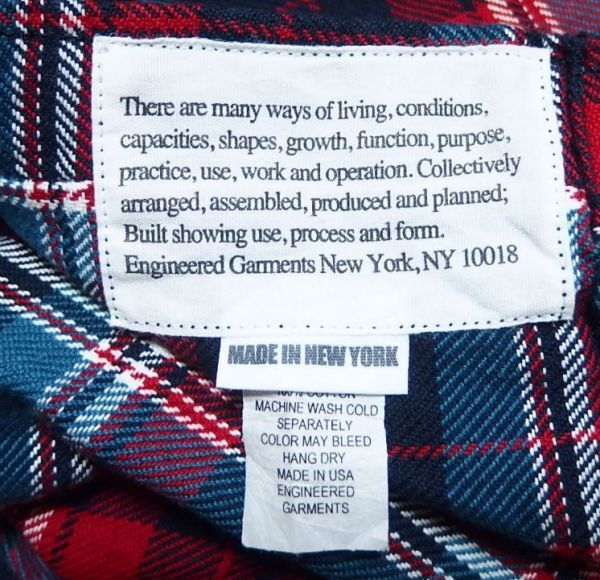 There are many ways of living, conditions,
capacities, shapes, growth, function, purpose,
practice, use, work and operation. Collectively
arranged, assembled, produced and planned;
Built showing use, process and form.
Engineered Garments New York, NY 10018
MADE IN NEW YORK
100% COTTON
MACHINE WASH COLD
SEPARATELY
COLOR MAY BLEED
HANG DRY
MADE IN USA
ENGINEERED
GARMENTS